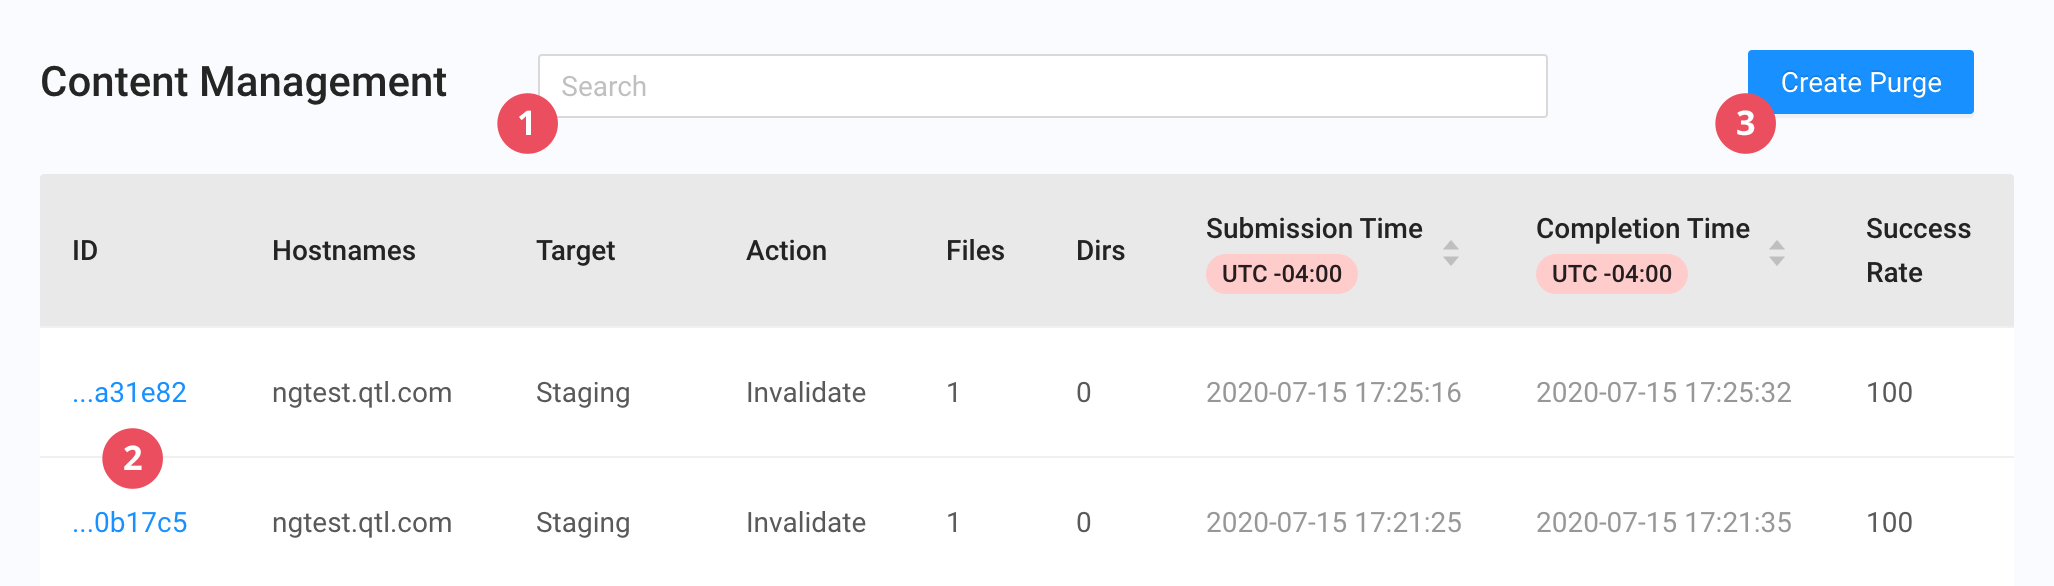 Content Management
Search
Create Purge
1
3
ID Hostnames Target Action Files Dirs Submission Time UTC -04:00 Completion Time UTC -04:00 Success Rate
...a31e82 ngtest.qtl.com Staging Invalidate 1 0 2020-07-15 17:25:16 2020-07-15 17:25:32 100
2
...0b17c5 ngtest.qtl.com Staging Invalidate 1 0 2020-07-15 17:21:25 2020-07-15 17:21:35 100